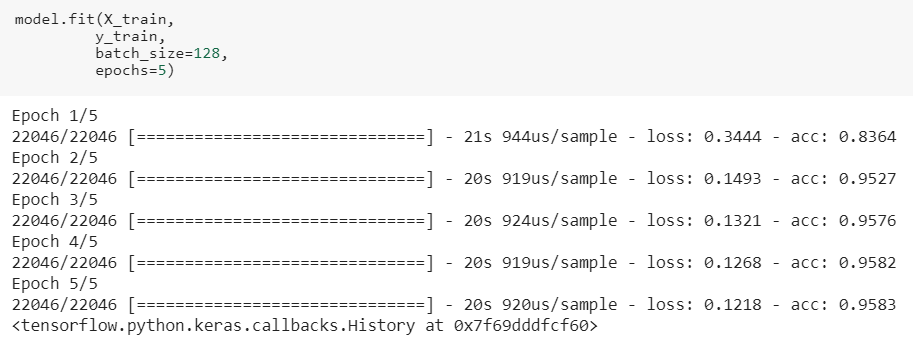 model.fit(X_train,
y_train,
batch_size=128,
epochs=5)
Epoch 1/5
22046/22046 [==============================] - 21s 944us/sample - loss: 0.3444 - acc: 0.8364
Epoch 2/5
22046/22046 [==============================] - 20s 919us/sample - loss: 0.1493 - acc: 0.9527
Epoch 3/5
22046/22046 [==============================] - 20s 924us/sample - loss: 0.1321 - acc: 0.9576
Epoch 4/5
22046/22046 [==============================] - 20s 919us/sample - loss: 0.1268 - acc: 0.9582
Epoch 5/5
22046/22046 [==============================] - 20s 920us/sample - loss: 0.1218 - acc: 0.9583
<tensorflow.python.keras.callbacks.History at 0x7f69dddfcf60>